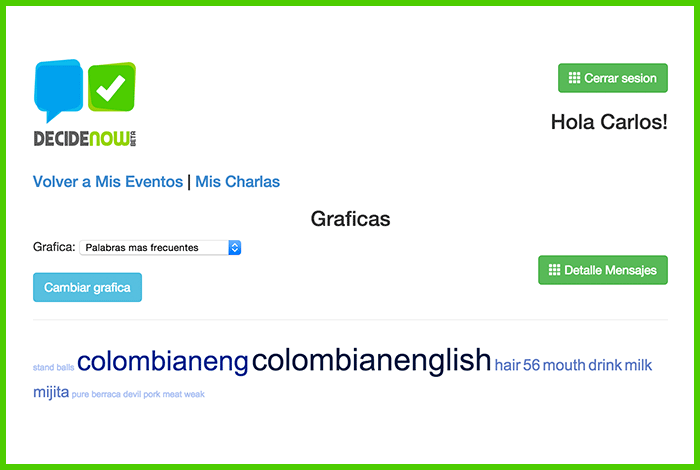 DECIDENOW BETA
Cerrar sesion
Hola Carlos!
Volver a Mis Eventos | Mis Charlas
Graficas
Grafica: Palabras mas frecuentes
Detalle Mensajes
Cambiar grafica
stand balls colombianeng colombianenglish hair 56 mouth drink milk
mijita pure berraca devil pork meat weak